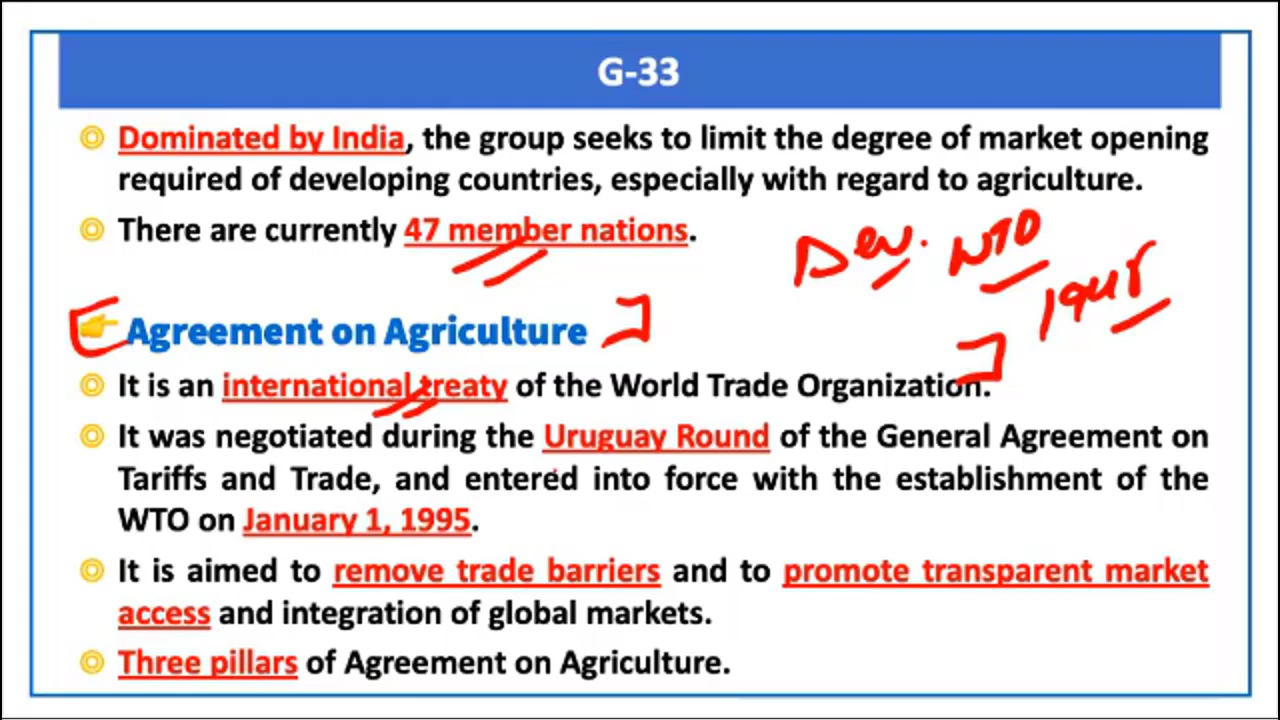 G-33
Dominated by India, the group seeks to limit the degree of market opening
required of developing countries, especially with regard to agriculture.
There are currently 47 member nations.
Dev. WTO
Agreement on Agriculture
It is an international treaty of the World Trade Organization.
It was negotiated during the Uruguay Round of the General Agreement on
Tariffs and Trade, and entered into force with the establishment of the
WTO on January 1, 1995.
It is aimed to remove trade barriers and to promote transparent market
access and integration of global markets.
Three pillars of Agreement on Agriculture.